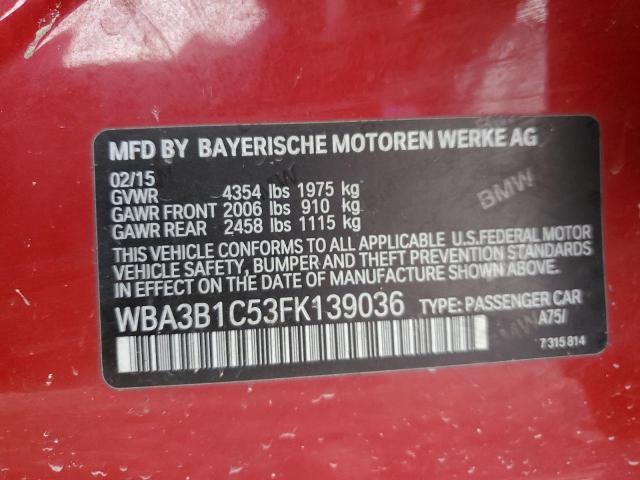 MFD BY BAYERISCHE MOTOREN WERKE AG
02/15
GVWR 4354 lbs 1975 kg
GAWR FRONT 2006 lbs 910 kg
GAWR REAR 2458 lbs 1115 kg
THIS VEHICLE CONFORMS TO ALL APPLICABLE U.S.FEDERAL MOTOR
VEHICLE SAFETY, BUMPER AND THEFT PREVENTION STANDARDS
IN EFFECT ON THE DATE OF MANUFACTURE SHOWN ABOVE.
WBA3B1C53FK139036 TYPE: PASSENGER CAR
A75/
7 315 814
BMW